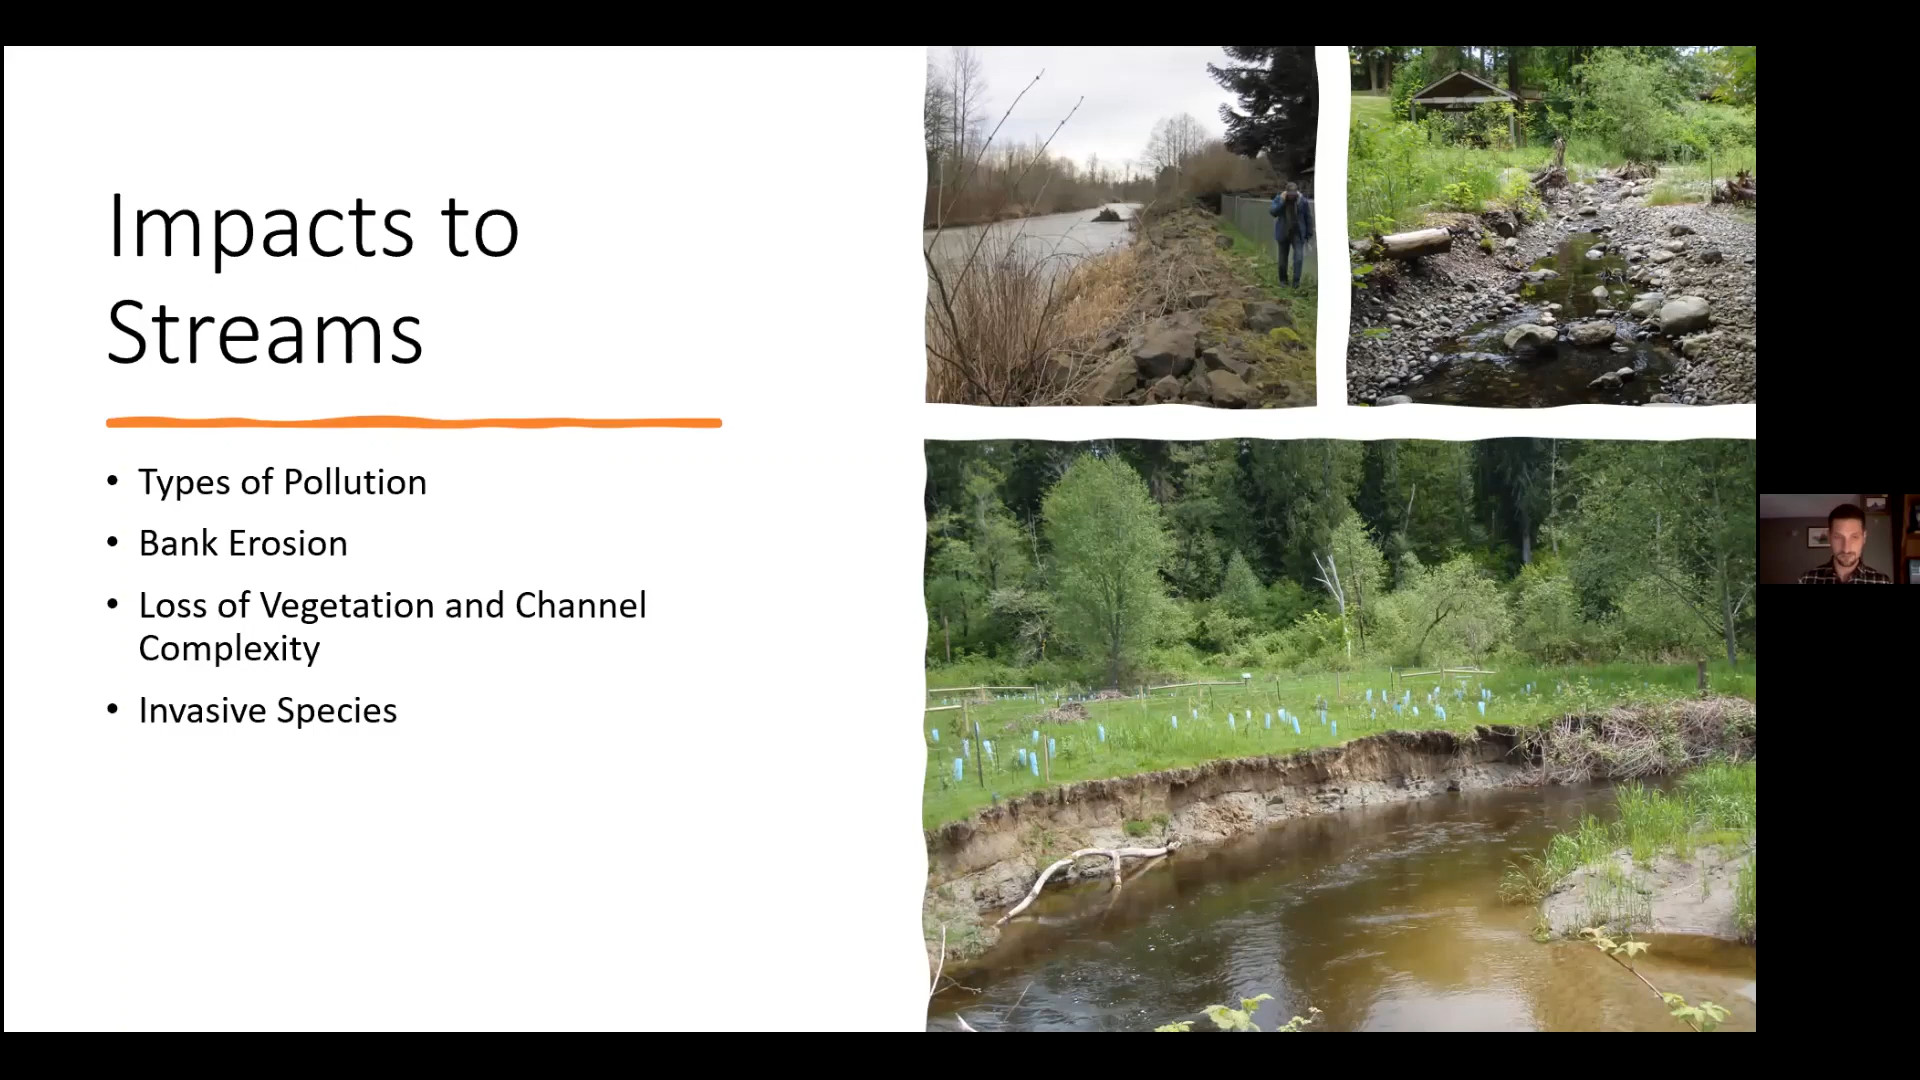 Impacts to
Streams
• Types of Pollution
• Bank Erosion
• Loss of Vegetation and Channel
Complexity
• Invasive Species